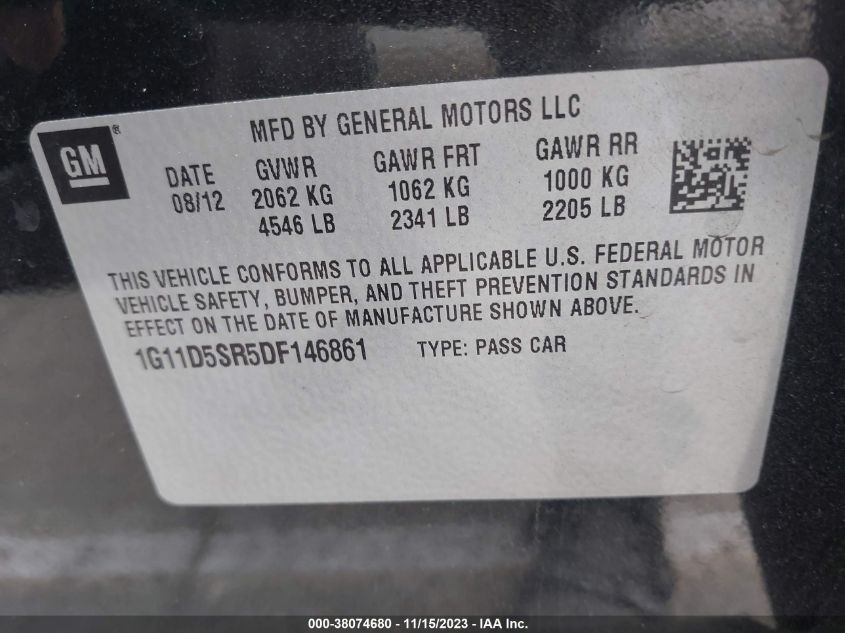 MFD BY GENERAL MOTORS LLC
GM®
DATE GVWR GAWR FRT GAWR RR
08/12 2062 KG 1062 KG 1000 KG
4546 LB 2341 LB 2205 LB
THIS VEHICLE CONFORMS TO ALL APPLICABLE U.S. FEDERAL MOTOR
VEHICLE SAFETY, BUMPER, AND THEFT PREVENTION STANDARDS IN
EFFECT ON THE DATE OF MANUFACTURE SHOWN ABOVE.
1G11D5SR5DF146861 TYPE: PASS CAR
000-38074680 - 11/15/2023 - IAA Inc.